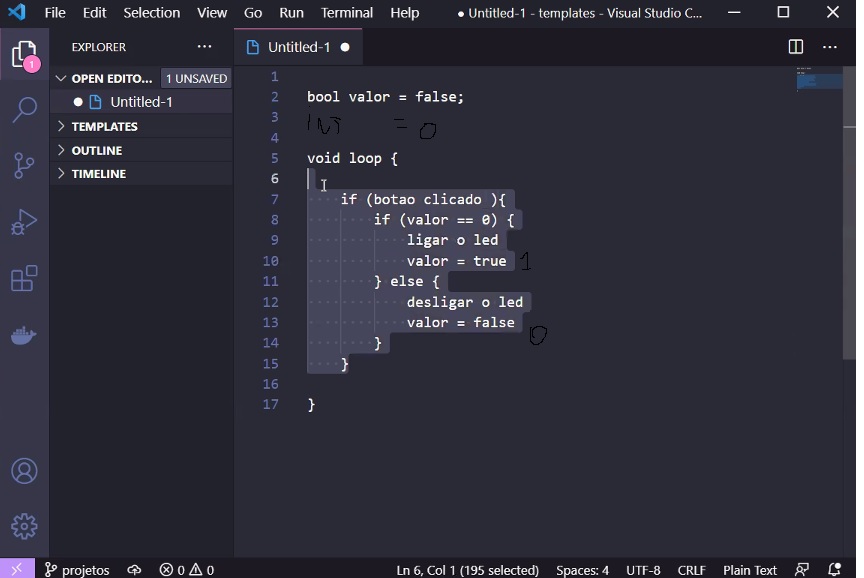 File Edit Selection View Go Run Terminal Help ● Untitled-1 - templates - Visual Studio C...
EXPLORER ...
Untitled-1 ●
OPEN EDITO... 1 UNSAVED
● Untitled-1
TEMPLATES
OUTLINE
TIMELINE
1
1
2 bool valor = false;
3 INT = 0
4
5 void loop {
6
7 if (botao clicado ){
8 if (valor == 0) {
9 ligar o led
10 valor = true 1
11 } else {
12 desligar o led
13 valor = false 0
14 }
15 }
16
17 }
projetos 0 0 Ln 6, Col 1 (195 selected) Spaces: 4 UTF-8 CRLF Plain Text